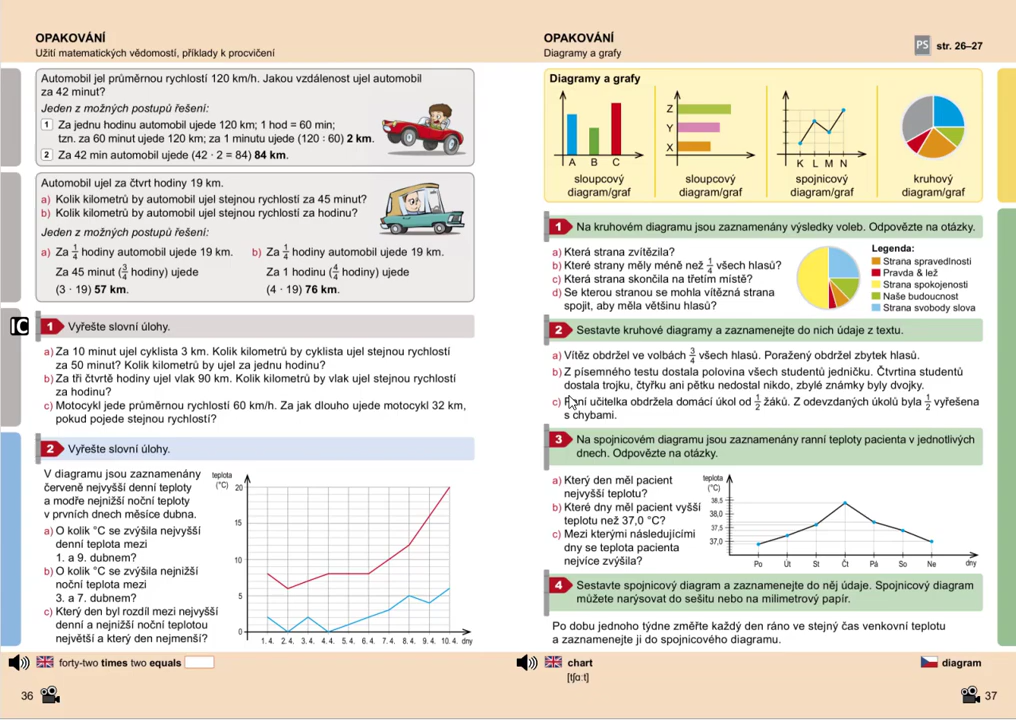 OPAKOVÁNÍ
Užití matematických vědomostí, příklady k procvičení
Automobil jel průměrnou rychlostí 120 km/h. Jakou vzdálenost ujel automobil
za 42 minut?
Jeden z možných postupů řešení:
1 Za jednu hodinu automobil ujede 120 km; 1 hod = 60 min;
tzn. za 60 minut ujede 120 km; za 1 minutu ujede (120 : 60) 2 km.
2 Za 42 min automobil ujede (42 · 2 = 84) 84 km.
Automobil ujel za čtvrt hodiny 19 km.
a) Kolik kilometrů by automobil ujel stejnou rychlostí za 45 minut?
b) Kolik kilometrů by automobil ujel stejnou rychlostí za hodinu?
Jeden z možných postupů řešení:
a) Za 1/4 hodiny automobil ujede 19 km. b) Za 1/4 hodiny automobil ujede 19 km.
Za 45 minut (3/4 hodiny) ujede Za 1 hodinu (4/4 hodiny) ujede
(3 · 19) 57 km. (4 · 19) 76 km.
IC
1 Vyřešte slovní úlohy.
a) Za 10 minut ujel cyklista 3 km. Kolik kilometrů by cyklista ujel stejnou rychlostí
za 50 minut? Kolik kilometrů by ujel za jednu hodinu?
b) Za tři čtvrtě hodiny ujel vlak 90 km. Kolik kilometrů by vlak ujel stejnou rychlostí
za hodinu?
c) Motocykl jede průměrnou rychlostí 60 km/h. Za jak dlouho ujede motocykl 32 km,
pokud pojede stejnou rychlostí?
2 Vyřešte slovní úlohy.
V diagramu jsou zaznamenány
červeně nejvyšší denní teploty
a modře nejnižší noční teploty
v prvních dnech měsíce dubna.
a) O kolik °C se zvýšila nejvyšší
denní teplota mezi
1. a 9. dubnem?
b) O kolik °C se zvýšila nejnižší
noční teplota mezi
3. a 7. dubnem?
c) Který den byl rozdíl mezi nejvyšší
denní a nejnižší noční teplotou
největší a který den nejmenší?
teplota
(°C)
20
15
10
5
0
1. 4. 2. 4. 3. 4. 4. 4. 5. 4. 6. 4. 7. 4. 8. 4. 9. 4. 10. 4. dny
forty-two times two equals
36
OPAKOVÁNÍ
Diagramy a grafy
PS str. 26–27
Diagramy a grafy
A B C
Z
Y
X
K L M N
sloupcový sloupcový spojnicový kruhový
diagram/graf diagram/graf diagram/graf diagram/graf
1 Na kruhovém diagramu jsou zaznamenány výsledky voleb. Odpovězte na otázky.
a) Která strana zvítězila?
b) Které strany měly méně než 1/4 všech hlasů?
c) Která strana skončila na třetím místě?
d) Se kterou stranou se mohla vítězná strana
spojit, aby měla většinu hlasů?
Legenda:
Strana spravedlnosti
Pravda & lež
Strana spokojenosti
Naše budoucnost
Strana svobody slova
2 Sestavte kruhové diagramy a zaznamenejte do nich údaje z textu.
a) Vítěz obdržel ve volbách 3/4 všech hlasů. Poražený obdržel zbytek hlasů.
b) Z písemného testu dostala polovina všech studentů jedničku. Čtvrtina studentů
dostala trojku, čtyřku ani pětku nedostal nikdo, zbylé známky byly dvojky.
c) Paní učitelka obdržela domácí úkol od 1/2 žáků. Z odevzdaných úkolů byla 1/2 vyřešena
s chybami.
3 Na spojnicovém diagramu jsou zaznamenány ranní teploty pacienta v jednotlivých
dnech. Odpovězte na otázky.
a) Který den měl pacient
nejvyšší teplotu?
b) Které dny měl pacient vyšší
teplotu než 37,0 °C?
c) Mezi kterými následujícími
dny se teplota pacienta
nejvíce zvýšila?
teplota
(°C)
38,5
38,0
37,5
37,0
Po Út St Čt Pá So Ne dny
4 Sestavte spojnicový diagram a zaznamenejte do něj údaje. Spojnicový diagram
můžete narýsovat do sešitu nebo na milimetrový papír.
Po dobu jednoho týdne změřte každý den ráno ve stejný čas venkovní teplotu
a zaznamenejte ji do spojnicového diagramu.
chart
[tʃɑːt]
diagram
37